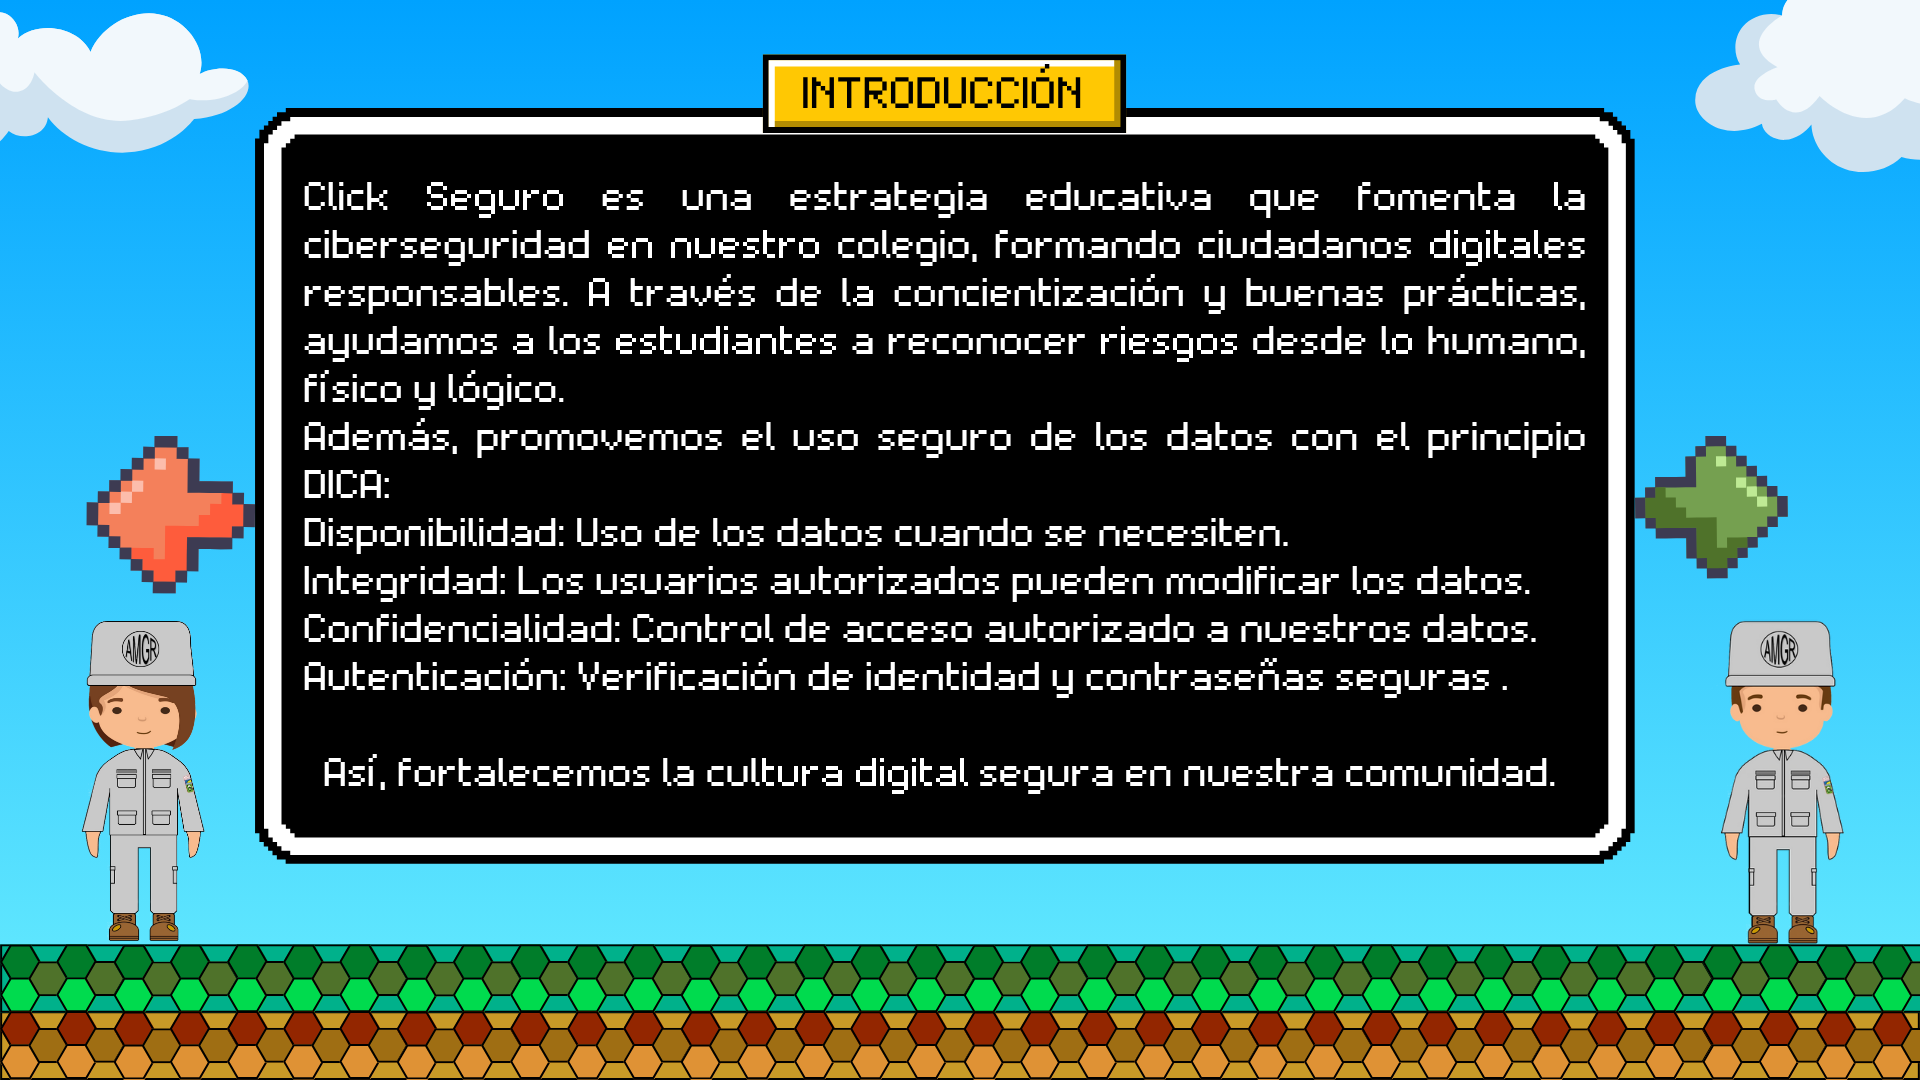 INTRODUCCIÓN
Click Seguro es una estrategia educativa que fomenta la
ciberseguridad en nuestro colegio, formando ciudadanos digitales
responsables. A través de la concientización y buenas prácticas,
ayudamos a los estudiantes a reconocer riesgos desde lo humano,
físico y lógico.
Además, promovemos el uso seguro de los datos con el principio
DICA:
Disponibilidad: Uso de los datos cuando se necesiten.
Integridad: Los usuarios autorizados pueden modificar los datos.
Confidencialidad: Control de acceso autorizado a nuestros datos.
Autenticación: Verificación de identidad y contraseñas seguras .
Así, fortalecemos la cultura digital segura en nuestra comunidad.
AMGR
AMGR